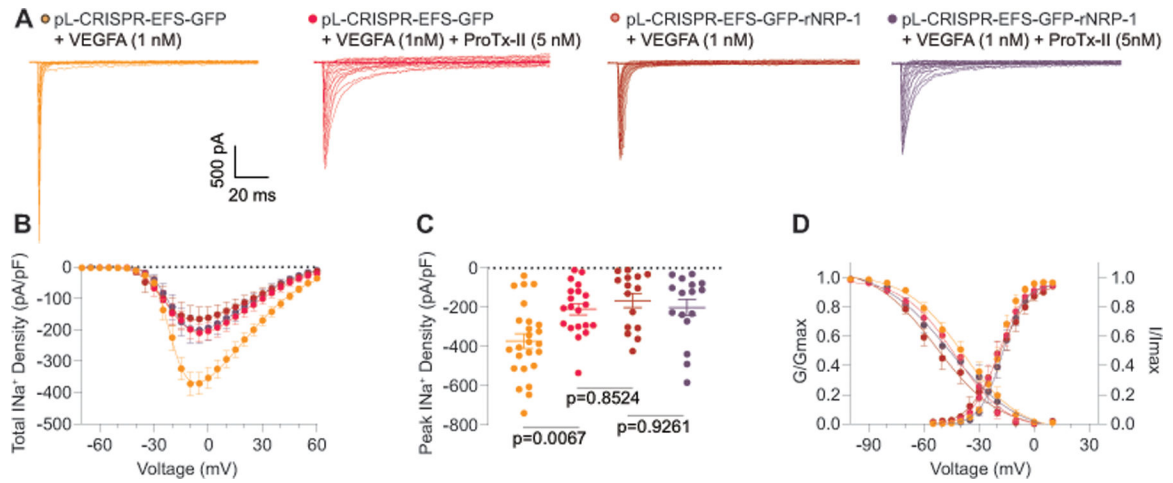 A
pL-CRISPR-EFS-GFP
+ VEGFA (1 nM)
pL-CRISPR-EFS-GFP
+ VEGFA (1nM) + ProTx-II (5 nM)
pL-CRISPR-EFS-GFP-rNRP-1
+ VEGFA (1 nM)
pL-CRISPR-EFS-GFP-rNRP-1
+ VEGFA (1 nM) + ProTx-II (5nM)
500 pA
20 ms
B
Total INa⁺ Density (pA/pF)
0
-100
-200
-300
-400
-500
-60
-30
0
30
60
Voltage (mV)
C
Peak INa⁺ Density (pA/pF)
0
-200
-400
-600
-800
p=0.8524
p=0.0067
p=0.9261
D
G/Gmax
1.0
0.8
0.6
0.4
0.2
0.0
-90
-60
-30
0
30
Voltage (mV)
1.0
0.8
0.6
0.4
0.2
0.0
I/Imax